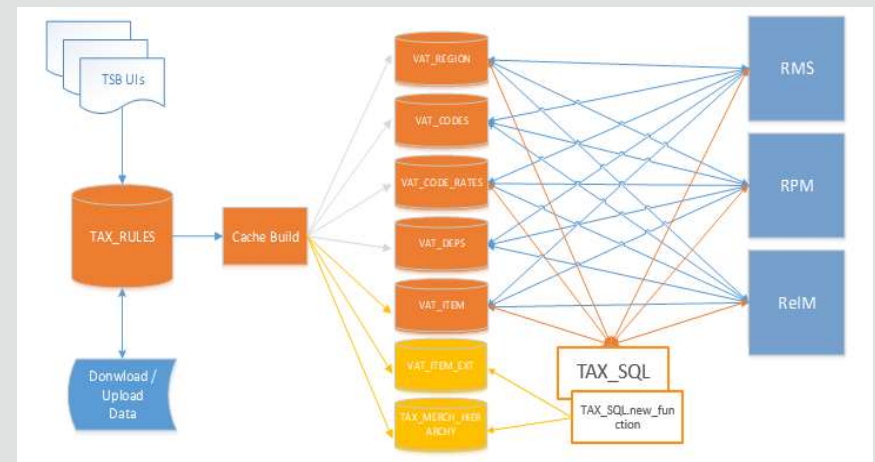 TSB UIs
TAX_RULES
Donwload /
Upload
Data
Cache Build
VAT_REGION
VAT_CODES
VAT_CODE_RATES
VAT_DEPS
VAT_ITEM
VAT_ITEM_EXT
TAX_MERCH_HIER
ARCHY
TAX_SQL
TAX_SQL.new_fun
ction
RMS
RPM
ReIM